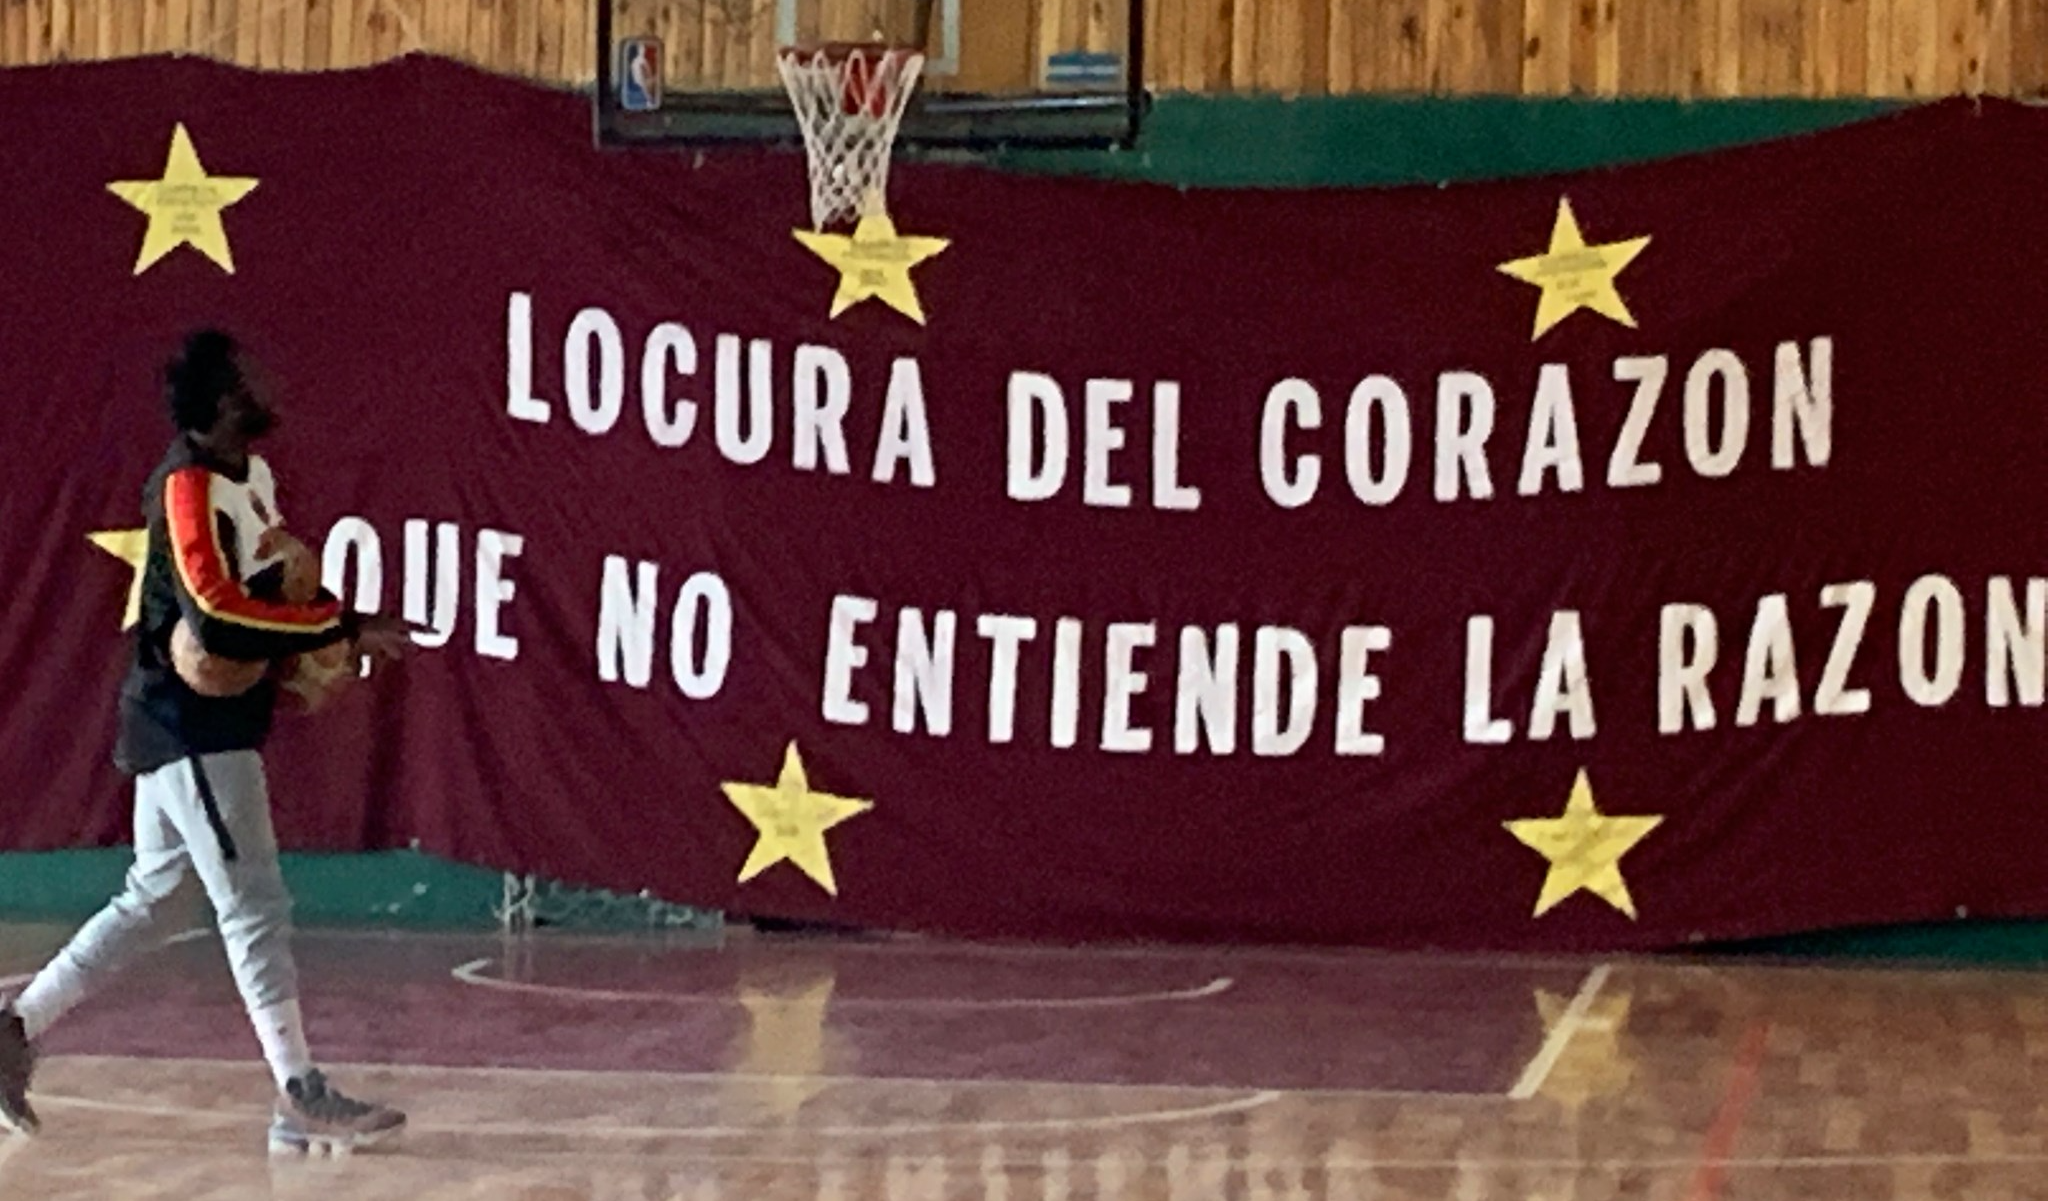 LOCURA DEL CORAZON
QUE NO ENTIENDE LA RAZON